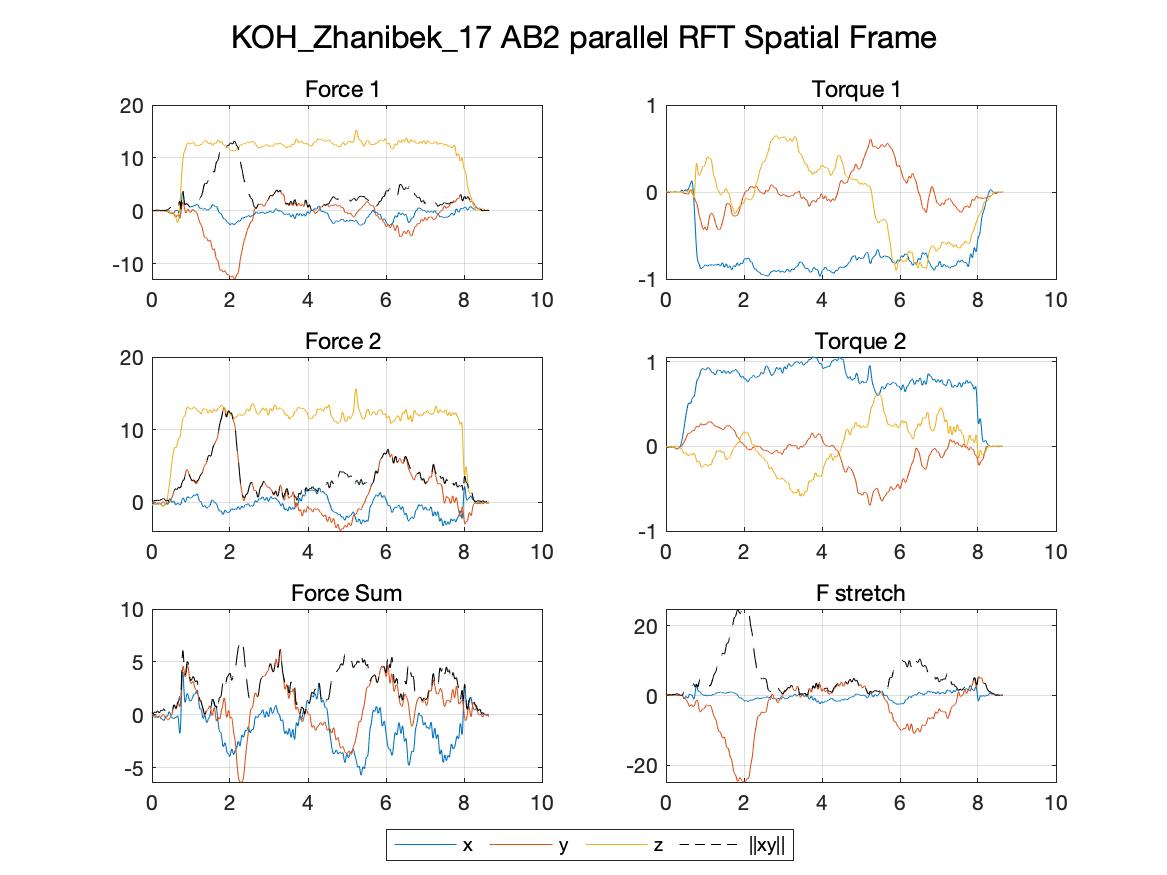 KOH_Zhanibek_17 AB2 parallel RFT Spatial Frame
Force 1
20
10
0
-10
0 2 4 6 8 10
Torque 1
1
0
-1
0 2 4 6 8 10
Force 2
20
10
0
0 2 4 6 8 10
Torque 2
1
0
-1
0 2 4 6 8 10
Force Sum
10
5
0
-5
0 2 4 6 8 10
F stretch
20
0
-20
0 2 4 6 8 10
x y z ||xy||